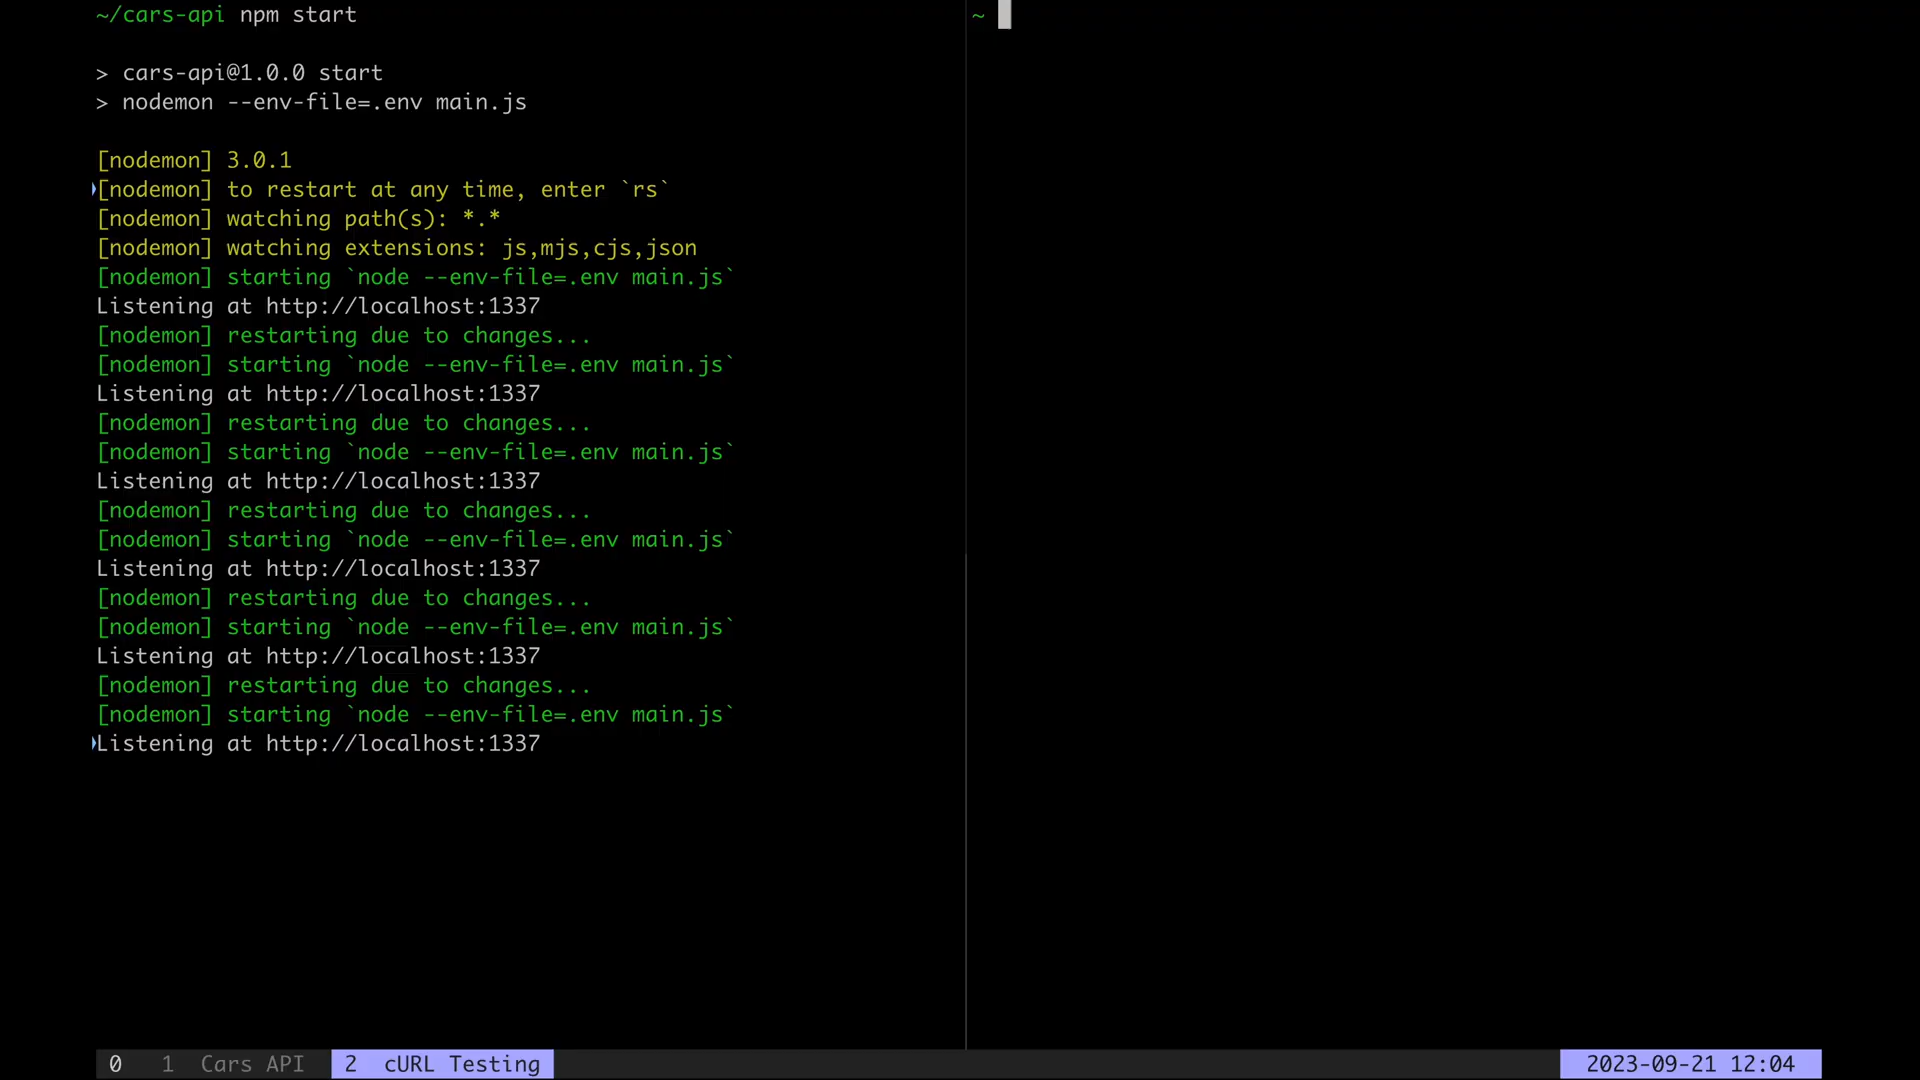 ~/cars-api npm start
> cars-api@1.0.0 start
> nodemon --env-file=.env main.js
[nodemon] 3.0.1
[nodemon] to restart at any time, enter `rs`
[nodemon] watching path(s): *.*
[nodemon] watching extensions: js,mjs,cjs,json
[nodemon] starting `node --env-file=.env main.js`
Listening at http://localhost:1337
[nodemon] restarting due to changes...
[nodemon] starting `node --env-file=.env main.js`
Listening at http://localhost:1337
[nodemon] restarting due to changes...
[nodemon] starting `node --env-file=.env main.js`
Listening at http://localhost:1337
[nodemon] restarting due to changes...
[nodemon] starting `node --env-file=.env main.js`
Listening at http://localhost:1337
[nodemon] restarting due to changes...
[nodemon] starting `node --env-file=.env main.js`
Listening at http://localhost:1337
[nodemon] restarting due to changes...
[nodemon] starting `node --env-file=.env main.js`
Listening at http://localhost:1337
~
0 1 Cars API 2 cURL Testing 2023-09-21 12:04